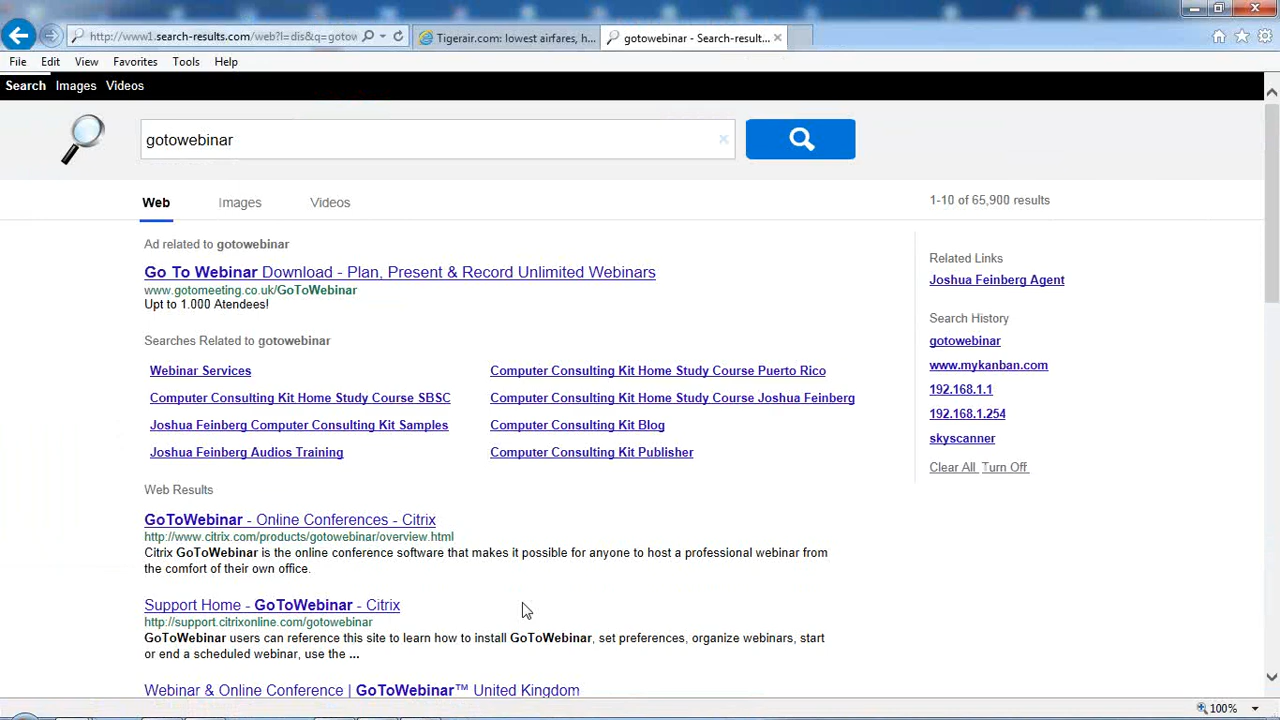 http://www1.search-results.com/web?l=dis&q=gotow
Tigerair.com: lowest airfares, h...
gotowebinar - Search-result...
File Edit View Favorites Tools Help
Search Images Videos
gotowebinar
Web Images Videos
1-10 of 65,900 results
Ad related to gotowebinar
Go To Webinar Download - Plan, Present & Record Unlimited Webinars
www.gotomeeting.co.uk/GoToWebinar
Upt to 1.000 Atendees!
Searches Related to gotowebinar
Webinar Services
Computer Consulting Kit Home Study Course Puerto Rico
Computer Consulting Kit Home Study Course SBSC
Computer Consulting Kit Home Study Course Joshua Feinberg
Joshua Feinberg Computer Consulting Kit Samples
Computer Consulting Kit Blog
Joshua Feinberg Audios Training
Computer Consulting Kit Publisher
Web Results
GoToWebinar - Online Conferences - Citrix
http://www.citrix.com/products/gotowebinar/overview.html
Citrix GoToWebinar is the online conference software that makes it possible for anyone to host a professional webinar from
the comfort of their own office.
Support Home - GoToWebinar - Citrix
http://support.citrixonline.com/gotowebinar
GoToWebinar users can reference this site to learn how to install GoToWebinar, set preferences, organize webinars, start
or end a scheduled webinar, use the ...
Webinar & Online Conference | GoToWebinar™ United Kingdom
Related Links
Joshua Feinberg Agent
Search History
gotowebinar
www.mykanban.com
192.168.1.1
192.168.1.254
skyscanner
Clear All Turn Off
100%